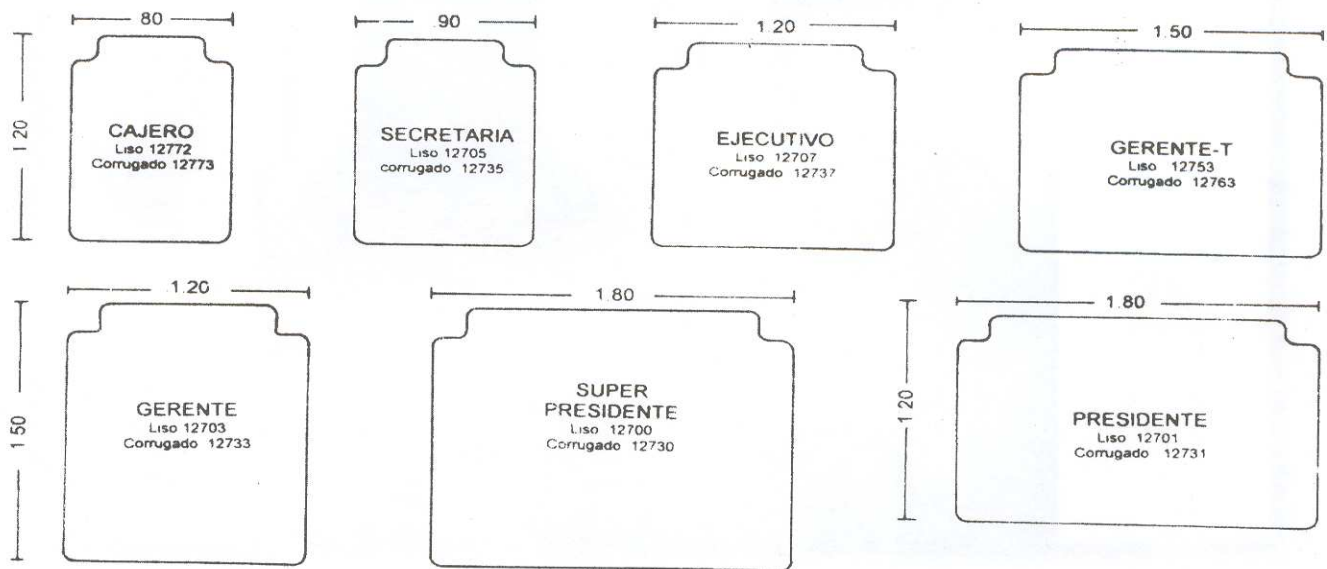 80
.90
1.20
1.50
1.20
CAJERO
Liso 12772
Corrugado 12773
SECRETARIA
Liso 12705
corrugado 12735
EJECUTIVO
Liso 12707
Corrugado 12737
GERENTE-T
Liso 12753
Corrugado 12763
1.20
1.80
1.80
1.50
GERENTE
Liso 12703
Corrugado 12733
SUPER
PRESIDENTE
Liso 12700
Corrugado 12730
1.20
PRESIDENTE
Liso 12701
Corrugado 12731